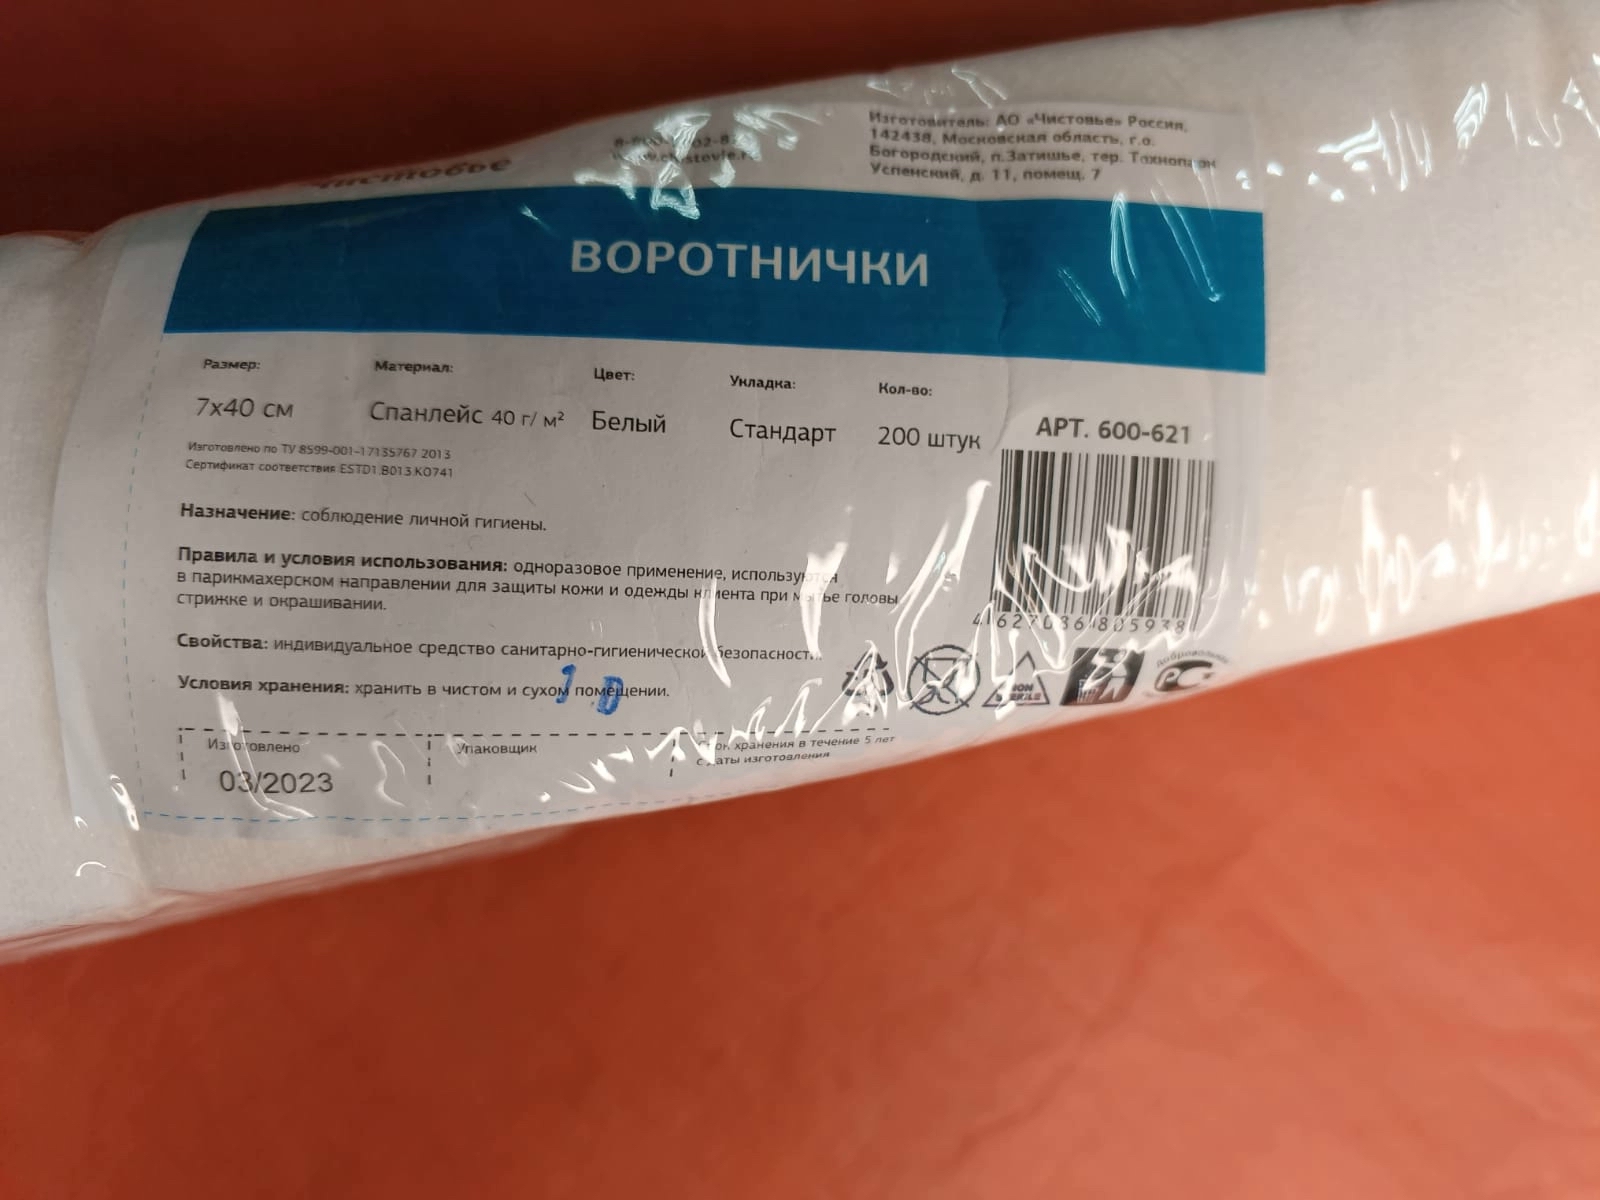 Чистовье
Изготовитель: АО «Чистовье» Россия,
142438, Московская область, г.о.
Богородский, п.Затишье, тер. Технопарк
Успенский, д. 11, помещ. 7
ВОРОТНИЧКИ
Размер: Материал: Цвет: Укладка: Кол-во:
7х40 см Спанлейс 40 г/ м² Белый Стандарт 200 штук
АРТ. 600-621
Изготовлено по ТУ 8599-001-17135767 2013
Сертификат соответствия ESTD1.B013.KO741
Назначение: соблюдение личной гигиены.
Правила и условия использования: одноразовое применение, используются
в парикмахерском направлении для защиты кожи и одежды клиента при мытье головы
стрижке и окрашивании.
4627086805938
Свойства: индивидуальное средство санитарно-гигиенической безопасности.
Условия хранения: хранить в чистом и сухом помещении.
NON
STERILE
Изготовлено Упаковщик Срок хранения в течение 5 лет
с даты изготовления
03/2023